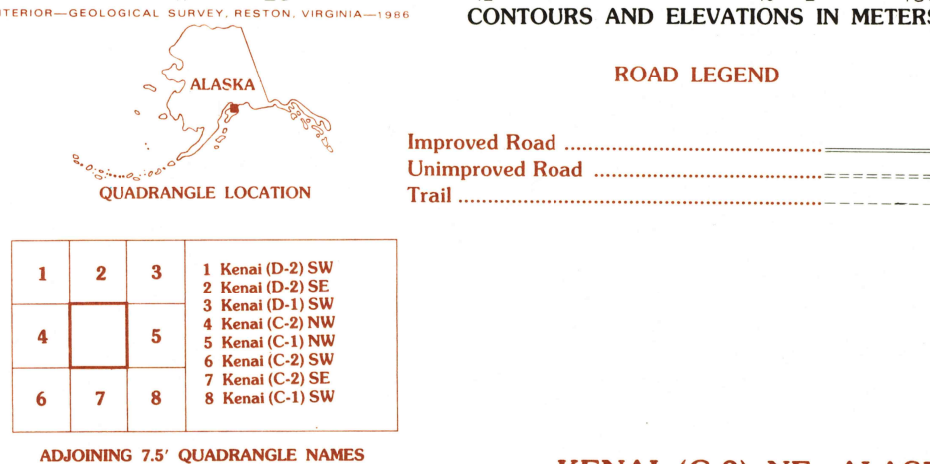 TERIOR—GEOLOGICAL SURVEY, RESTON, VIRGINIA—1986
CONTOURS AND ELEVATIONS IN METERS
ALASKA
QUADRANGLE LOCATION
ROAD LEGEND
Improved Road
Unimproved Road
Trail
1 2 3
4 5
6 7 8
1 Kenai (D-2) SW
2 Kenai (D-2) SE
3 Kenai (D-1) SW
4 Kenai (C-2) NW
5 Kenai (C-1) NW
6 Kenai (C-2) SW
7 Kenai (C-2) SE
8 Kenai (C-1) SW
ADJOINING 7.5′ QUADRANGLE NAMES